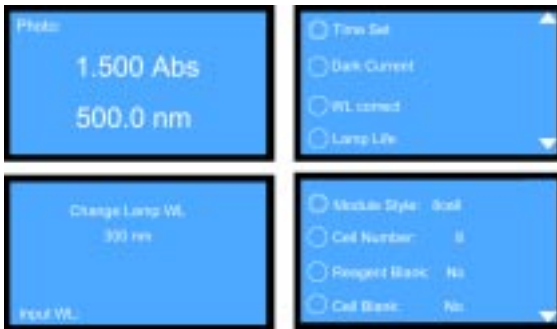 Photo:
1.500 Abs
500.0 nm
Time Set
Dark Current
WL correct
Lamp Life
Change Lamp WL
300 nm
Input WL:
Module Style: 8cell
Cell Number: 8
Reagent Blank: No
Cell Blank: No